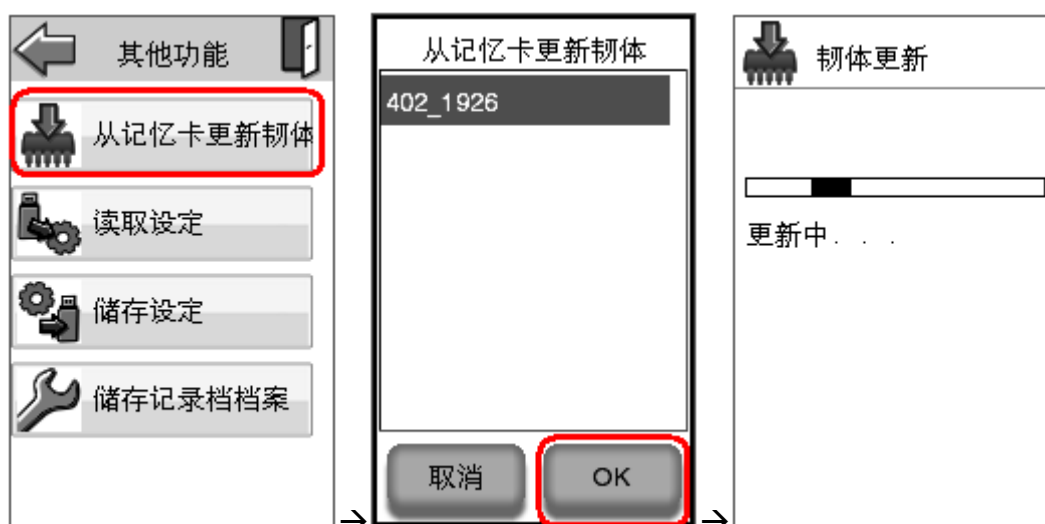 其他功能
从记忆卡更新韧体
读取设定
储存设定
储存记录档档案
→
从记忆卡更新韧体
402_1926
取消
OK
→
韧体更新
更新中. . .